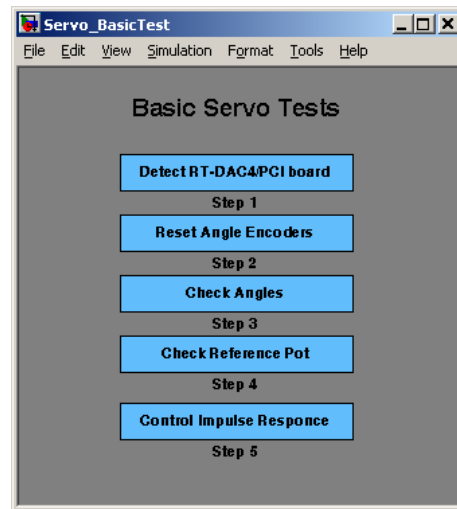 Servo_BasicTest
File Edit View Simulation Format Tools Help
Basic Servo Tests
Detect RT-DAC4/PCI board
Step 1
Reset Angle Encoders
Step 2
Check Angles
Step 3
Check Reference Pot
Step 4
Control Impulse Responce
Step 5